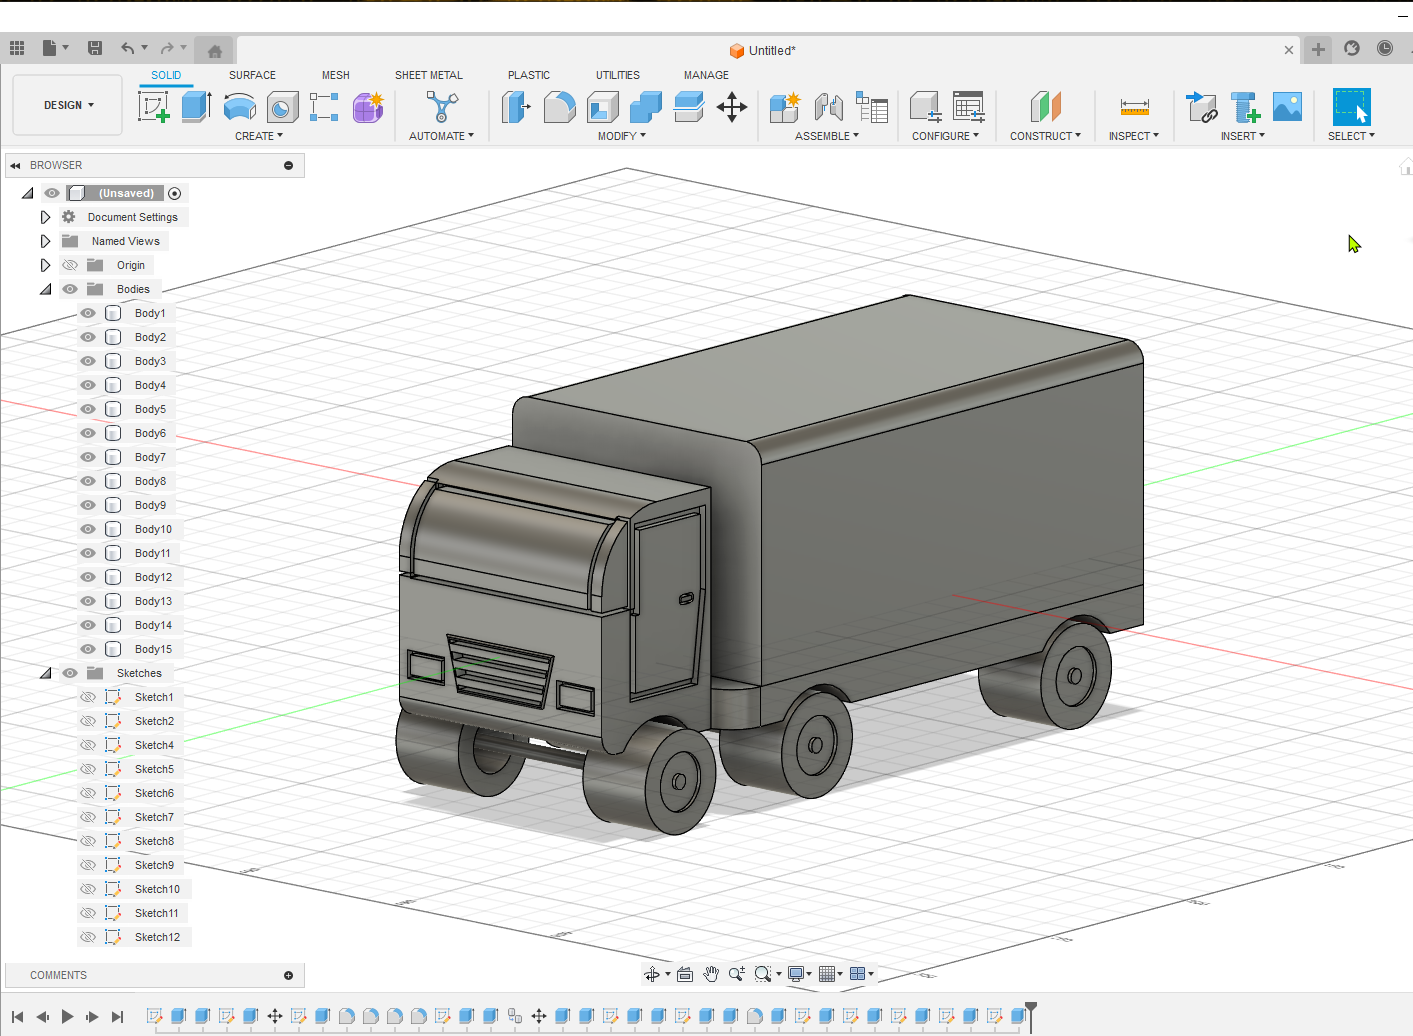 Untitled*
SOLID SURFACE MESH SHEET METAL PLASTIC UTILITIES MANAGE
DESIGN
CREATE AUTOMATE MODIFY ASSEMBLE CONFIGURE CONSTRUCT INSPECT INSERT SELECT
BROWSER
(Unsaved)
Document Settings
Named Views
Origin
Bodies
Body1
Body2
Body3
Body4
Body5
Body6
Body7
Body8
Body9
Body10
Body11
Body12
Body13
Body14
Body15
Sketches
Sketch1
Sketch2
Sketch4
Sketch5
Sketch6
Sketch7
Sketch8
Sketch9
Sketch10
Sketch11
Sketch12
COMMENTS